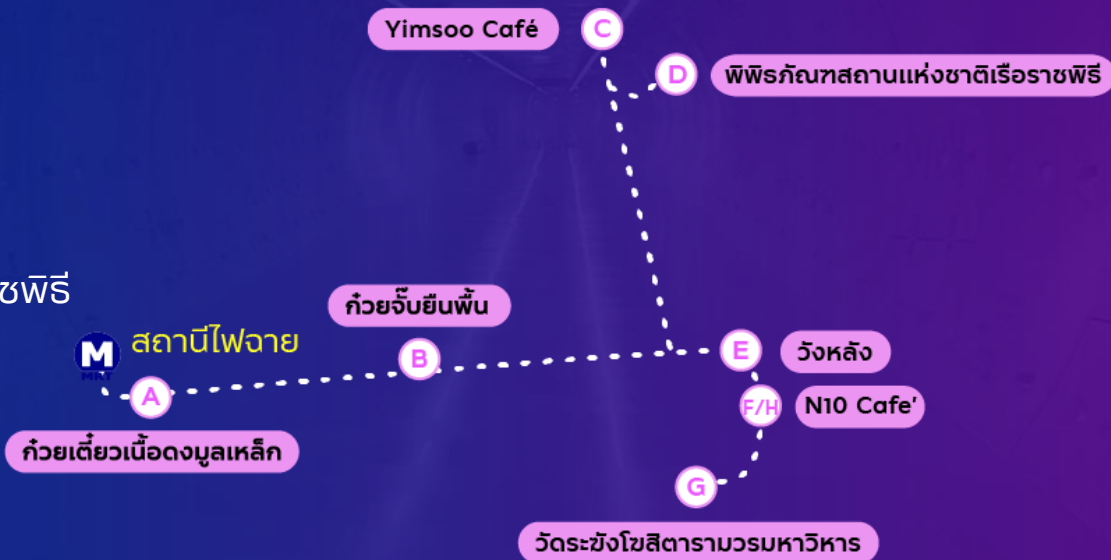 Yimsoo Café
C
D
พิพิธภัณฑสถานแห่งชาติเรือราชพิธี
ชพิธี
ก๋วยจั๊บยืนพื้น
M
MRT
สถานีไฟฉาย
B
E
วังหลัง
A
F/H
N10 Cafe'
ก๋วยเตี๋ยวเนื้อดงมูลเหล็ก
G
วัดระฆังโฆสิตารามวรมหาวิหาร